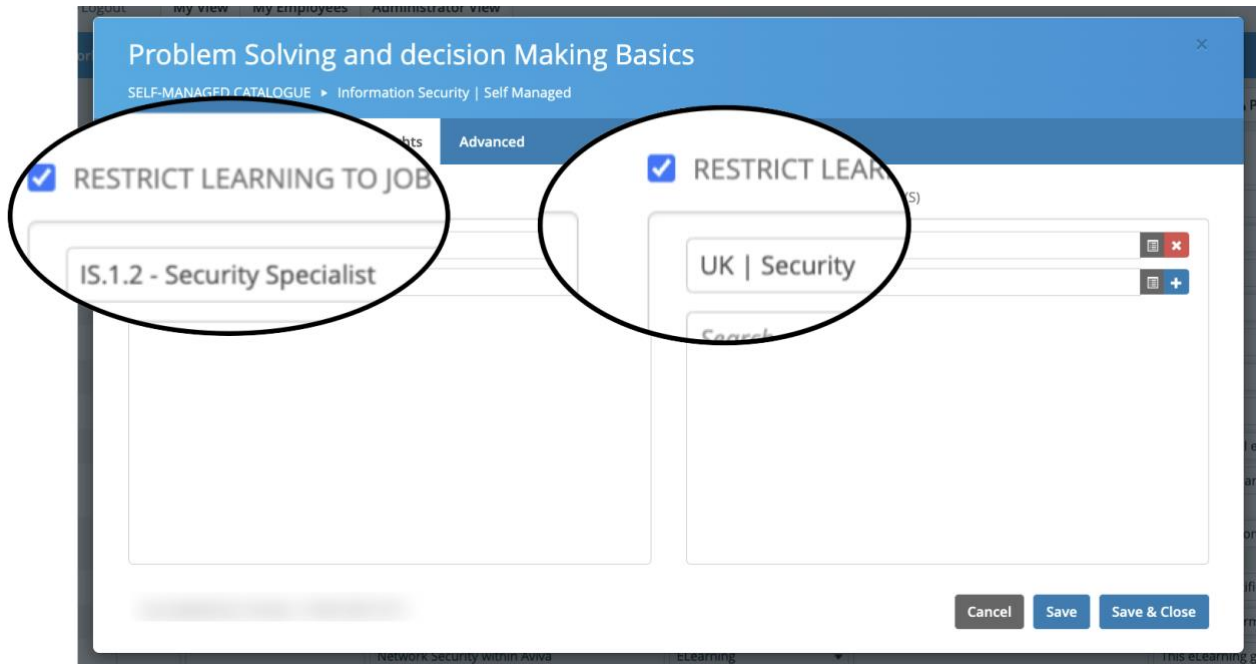 Logout My View My Employees Administrator View
Problem Solving and decision Making Basics
×
SELF-MANAGED CATALOGUE ▸ Information Security | Self Managed
Advanced
RESTRICT LEARNING TO JOB
RESTRICT LEAR
(S)
IS.1.2 - Security Specialist
UK | Security
Search
Cancel Save Save & Close
Network Security within Aviva ELearning This eLearning g